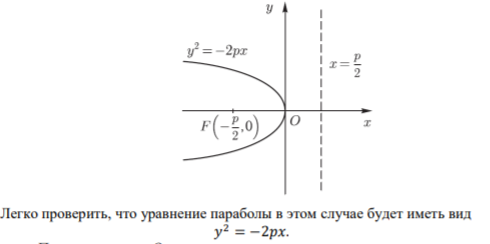 y
y² = −2px
x = p/2
F(−p/2, 0)
O
x
Легко проверить, что уравнение параболы в этом случае будет иметь вид
y² = −2px.